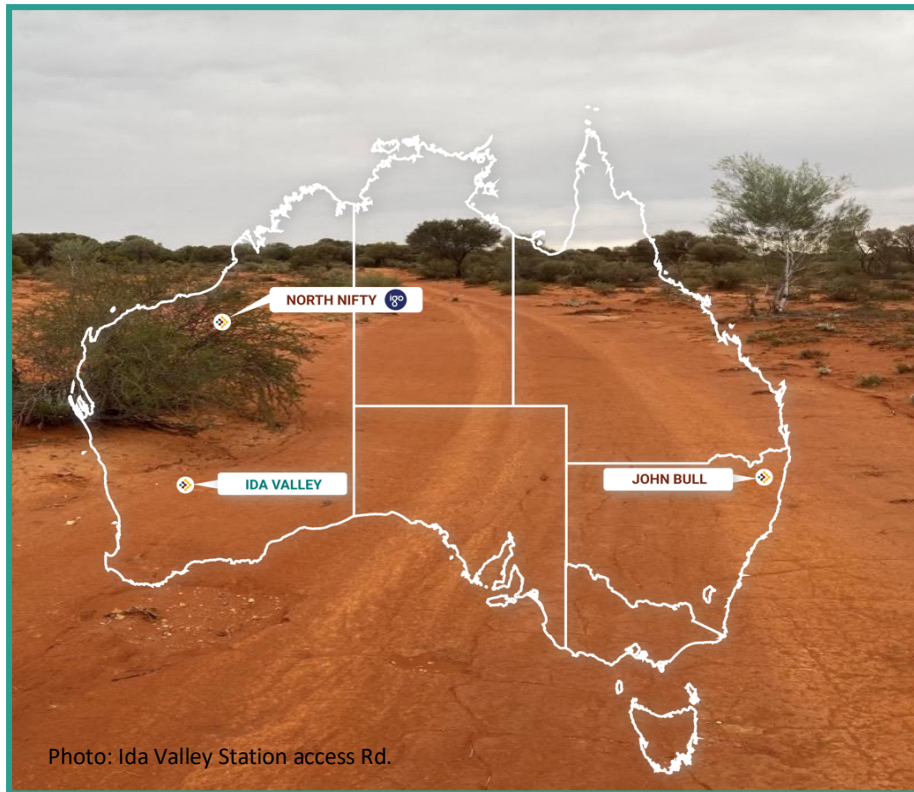 NORTH NIFTY igo
IDA VALLEY
JOHN BULL
Photo: Ida Valley Station access Rd.